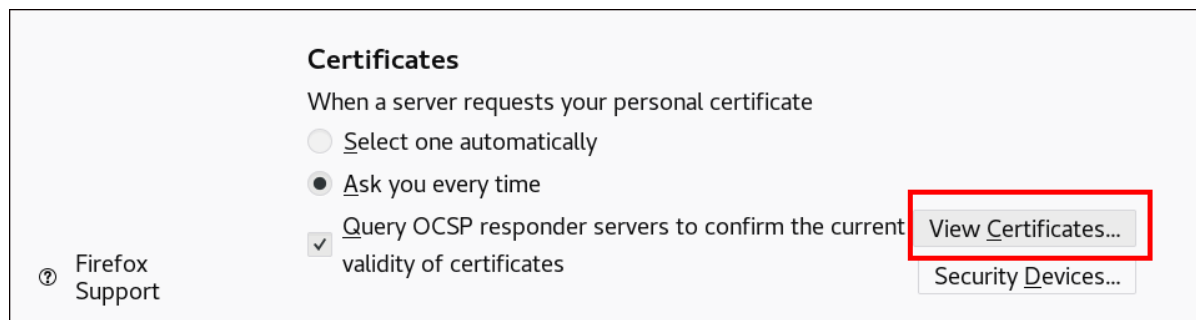 Certificates
When a server requests your personal certificate
Select one automatically
Ask you every time
Query OCSP responder servers to confirm the current
validity of certificates
View Certificates...
Security Devices...
Firefox
Support